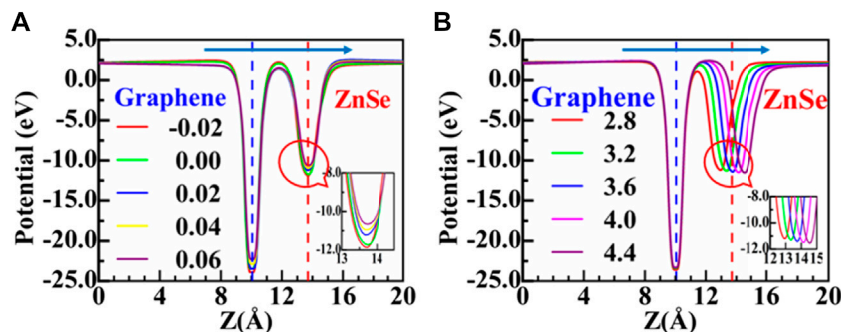 A
Potential (eV)
5.0
0.0
-5.0
-10.0
-15.0
-20.0
-25.0
Graphene
ZnSe
-0.02
0.00
0.02
0.04
0.06
-8.0
-10.0
-11.0
-12.0
13 14
0 4 8 12 16 20
Z(Å)
B
Potential (eV)
5.0
0.0
-5.0
-10.0
-15.0
-20.0
-25.0
Graphene
ZnSe
2.8
3.2
3.6
4.0
4.4
-8.0
-10.0
-11.0
-12.0
12 13 14 15
0 4 8 12 16 20
Z(Å)